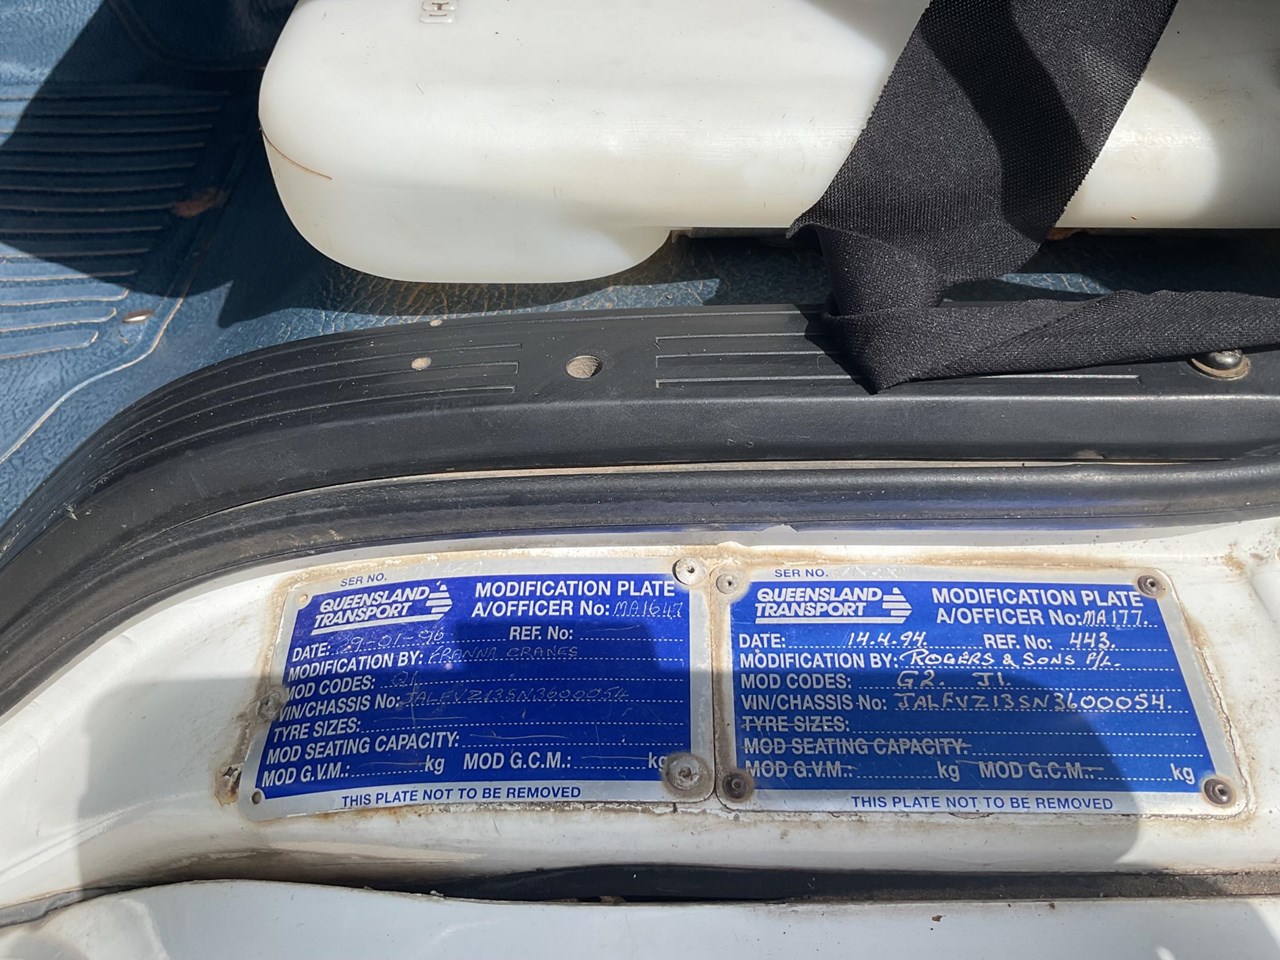 SER NO.
QUEENSLAND TRANSPORT
MODIFICATION PLATE
A/OFFICER No: MA1647
DATE: 29-01-96 REF. No:
MODIFICATION BY: FRANNA CRANES
MOD CODES: Q1
VIN/CHASSIS No: JALFVZ13SN3600054
TYRE SIZES:
MOD SEATING CAPACITY:
MOD G.V.M.: kg MOD G.C.M.: kg
THIS PLATE NOT TO BE REMOVED
SER NO.
QUEENSLAND TRANSPORT
MODIFICATION PLATE
A/OFFICER No: MA177.
DATE: 14.4.94. REF. No: 443.
MODIFICATION BY: ROGERS & SONS P/L.
MOD CODES: G2. J1.
VIN/CHASSIS No: JALFVZ13SN3600054.
TYRE SIZES:
MOD SEATING CAPACITY:
MOD G.V.M.: kg MOD G.C.M.: kg
THIS PLATE NOT TO BE REMOVED